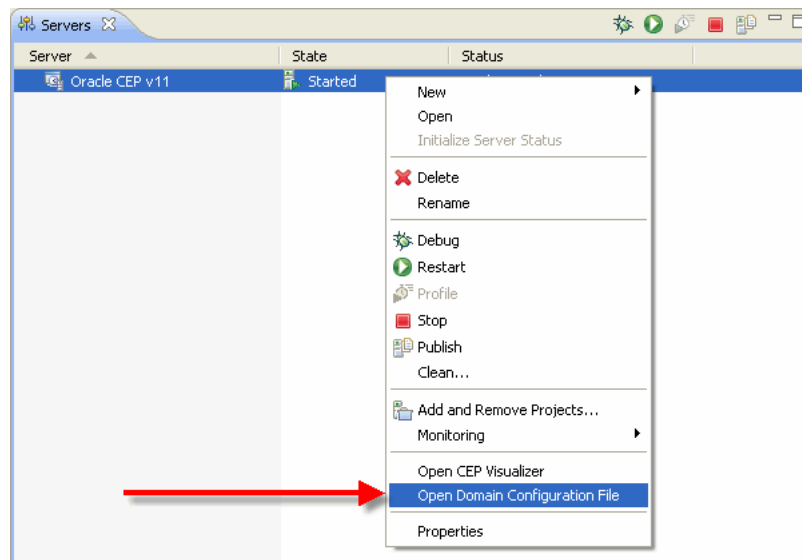 Servers
Server State Status
Oracle CEP v11 Started
New
Open
Initialize Server Status
Delete
Rename
Debug
Restart
Profile
Stop
Publish
Clean...
Add and Remove Projects...
Monitoring
Open CEP Visualizer
Open Domain Configuration File
Properties